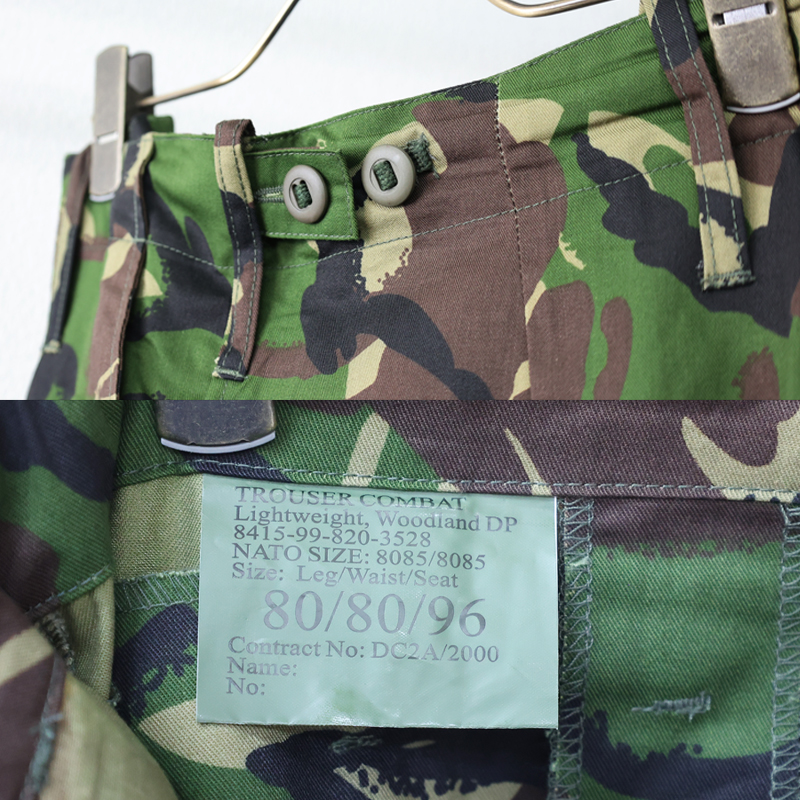 TROUSER COMBAT
Lightweight, Woodland DP
8415-99-820-3528
NATO SIZE: 8085/8085
Size: Leg/Waist/Seat
80/80/96
Contract No: DC2A/2000
Name:
No: